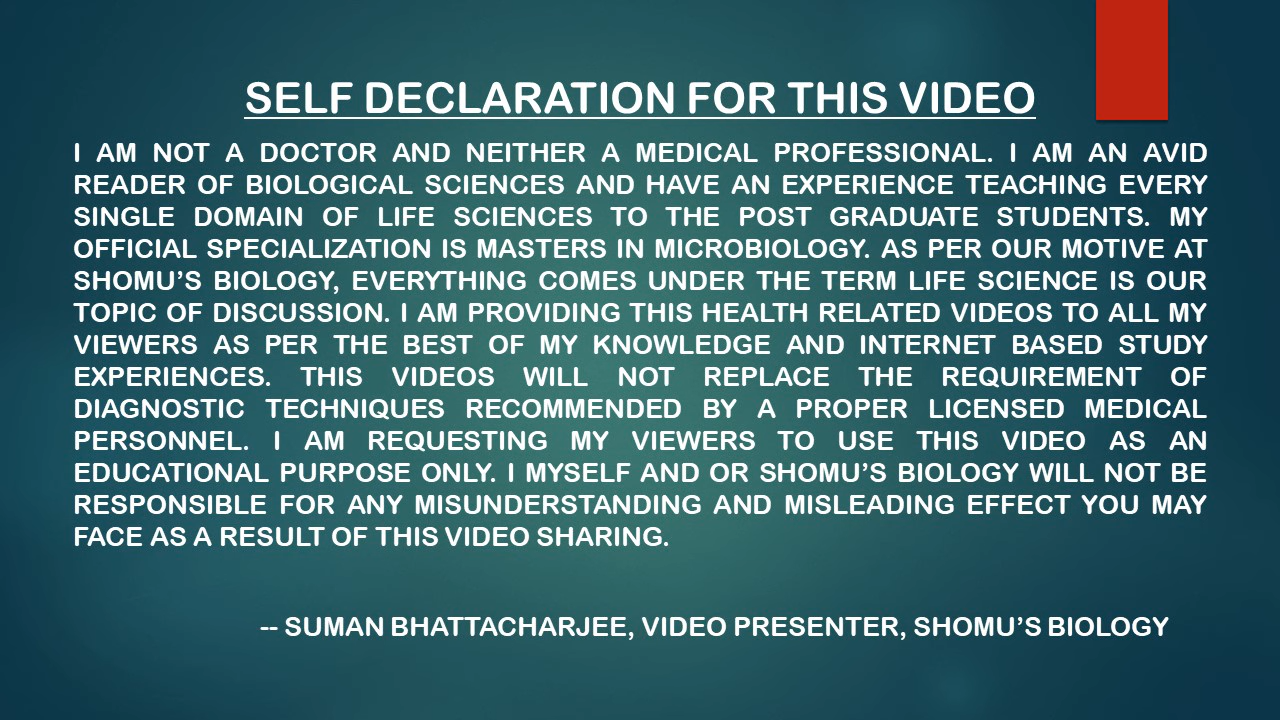 SELF DECLARATION FOR THIS VIDEO
I AM NOT A DOCTOR AND NEITHER A MEDICAL PROFESSIONAL. I AM AN AVID
READER OF BIOLOGICAL SCIENCES AND HAVE AN EXPERIENCE TEACHING EVERY
SINGLE DOMAIN OF LIFE SCIENCES TO THE POST GRADUATE STUDENTS. MY
OFFICIAL SPECIALIZATION IS MASTERS IN MICROBIOLOGY. AS PER OUR MOTIVE AT
SHOMU’S BIOLOGY, EVERYTHING COMES UNDER THE TERM LIFE SCIENCE IS OUR
TOPIC OF DISCUSSION. I AM PROVIDING THIS HEALTH RELATED VIDEOS TO ALL MY
VIEWERS AS PER THE BEST OF MY KNOWLEDGE AND INTERNET BASED STUDY
EXPERIENCES. THIS VIDEOS WILL NOT REPLACE THE REQUIREMENT OF
DIAGNOSTIC TECHNIQUES RECOMMENDED BY A PROPER LICENSED MEDICAL
PERSONNEL. I AM REQUESTING MY VIEWERS TO USE THIS VIDEO AS AN
EDUCATIONAL PURPOSE ONLY. I MYSELF AND OR SHOMU’S BIOLOGY WILL NOT BE
RESPONSIBLE FOR ANY MISUNDERSTANDING AND MISLEADING EFFECT YOU MAY
FACE AS A RESULT OF THIS VIDEO SHARING.
-- SUMAN BHATTACHARJEE, VIDEO PRESENTER, SHOMU’S BIOLOGY